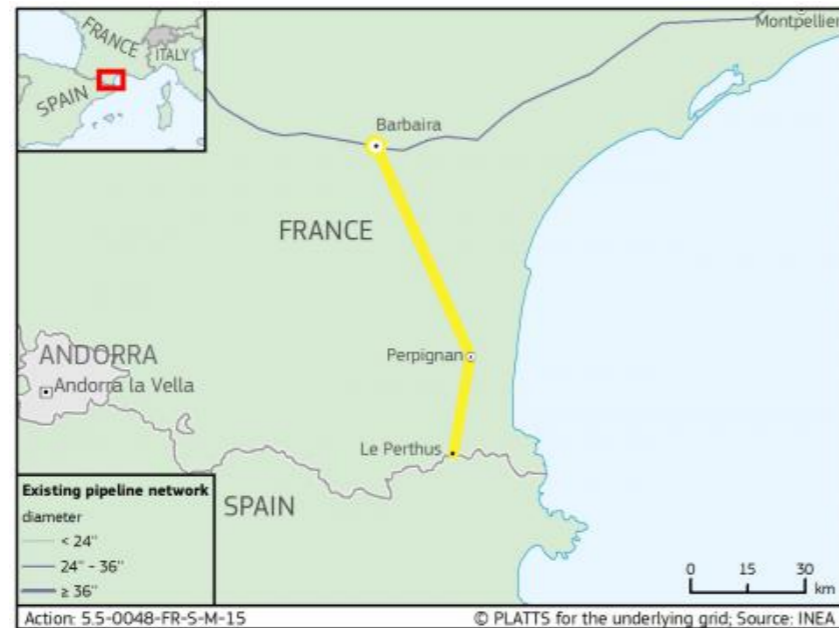 FRANCE
ITALY
SPAIN
Montpellier
Barbaira
FRANCE
Perpignan
ANDORRA
Andorra la Vella
Le Perthus
SPAIN
Existing pipeline network
diameter
< 24"
24" - 36"
≥ 36"
0 15 30
km
Action: 5.5-0048-FR-S-M-15
© PLATTS for the underlying grid; Source: INEA